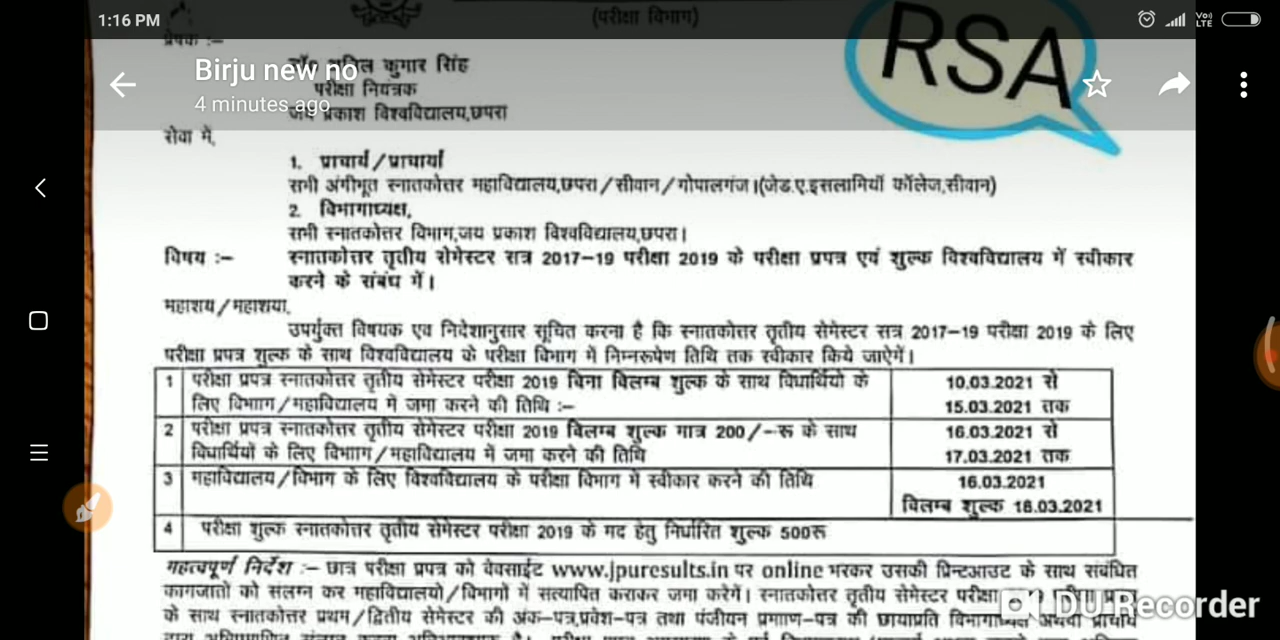 1:16 PM
(परीक्षा विभाग)
RSA
VoLTE
प्रेषक :-
Birju new no
कुमार सिंह
4 minutes ago
परीक्षा नियंत्रक
जय प्रकाश विश्वविद्यालय,छपरा
सेवा में,
1. प्राचार्य/प्राचार्या
सभी अंगीभूत स्नातकोत्तर महाविद्यालय,छपरा/सीवान/गोपालगंज।(जेड.ए.इसलामियाँ कॉलेज,सीवान)
2. विभागाध्यक्ष,
सभी स्नातकोत्तर विभाग,जय प्रकाश विश्वविद्यालय,छपरा।
विषय :- स्नातकोत्तर तृतीय सेमेस्टर सत्र 2017-19 परीक्षा 2019 के परीक्षा प्रपत्र एवं शुल्क विश्वविद्यालय में स्वीकार
करने के संबंध में।
महाशय/महाशया,
उपर्युक्त विषयक एवं निदेशानुसार सूचित करना है कि स्नातकोत्तर तृतीय सेमेस्टर सत्र 2017-19 परीक्षा 2019 के लिए
परीक्षा प्रपत्र शुल्क के साथ विश्वविद्यालय के परीक्षा विभाग में निम्नरूपेण तिथि तक स्वीकार किये जाऐगें।
1 परीक्षा प्रपत्र स्नातकोत्तर तृतीय सेमेस्टर परीक्षा 2019 बिना विलम्ब शुल्क के साथ विधार्थियो के 10.03.2021 से
लिए विभाग/महाविद्यालय में जमा करने की तिथि :- 15.03.2021 तक
2 परीक्षा प्रपत्र स्नातकोत्तर तृतीय सेमेस्टर परीक्षा 2019 विलम्ब शुल्क मात्र 200/-रू के साथ 16.03.2021 से
विधार्थियों के लिए विभााग/महाविद्यालय में जमा करने की तिथि 17.03.2021 तक
3 महाविद्यालय/विभाग के लिए विश्वविद्यालय के परीक्षा विभाग में स्वीकार करने की तिथि 16.03.2021
विलम्ब शुल्क 18.03.2021
4 परीक्षा शुल्क स्नातकोत्तर तृतीय सेमेस्टर परीक्षा 2019 के मद हेतु निर्धारित शुल्क 500रू
महत्वपूर्ण निर्देश :- छात्र परीक्षा प्रपत्र को वेवसाईट www.jpuresults.in पर online भरकर उसकी प्रिन्टआउट के साथ संबंधित
कागजातो को संलग्न कर महाविद्यालयो/विभागों में सत्यापित कराकर जमा करेगें। स्नातकोत्तर तृतीय सेमेस्टर परीक्षा
के साथ स्नातकोत्तर प्रथम/द्वितीय सेमेस्टर की अंक-पत्र,प्रवेश-पत्र तथा पंजीयन प्रमाण-पत्र की छायाप्रति
DU Recorder